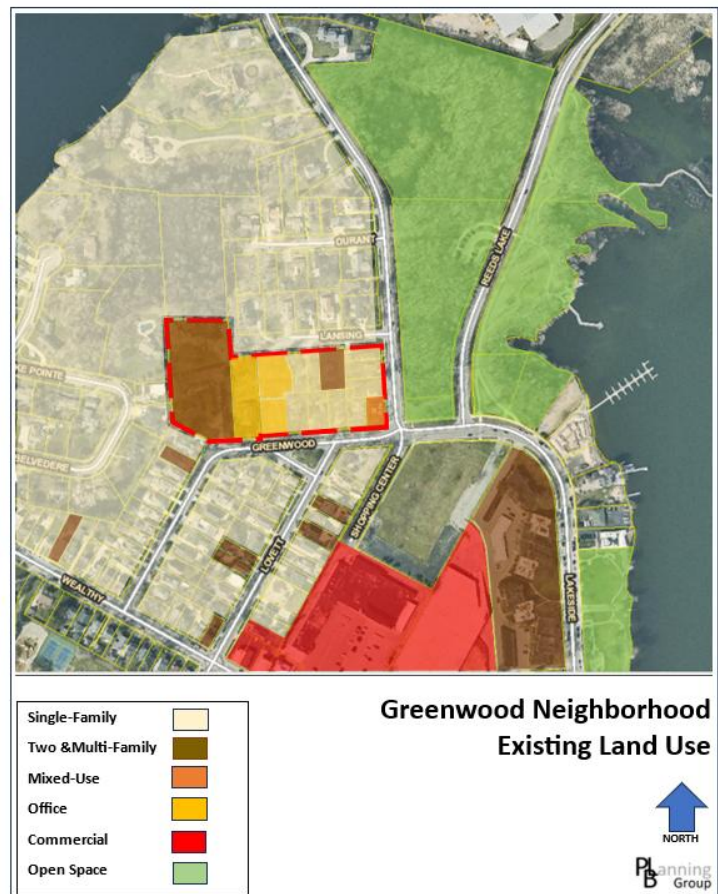 DURANT
REEDS LAKE
LANSING
KE POINTE
GREENWOOD
BELVEDERE
SHOPPING CENTER
LOVETT
WEALTHY
LAKESIDE
Greenwood Neighborhood
Existing Land Use
Single-Family
Two &Multi-Family
Mixed-Use
Office
Commercial
Open Space
NORTH
PLB
Planning
Group